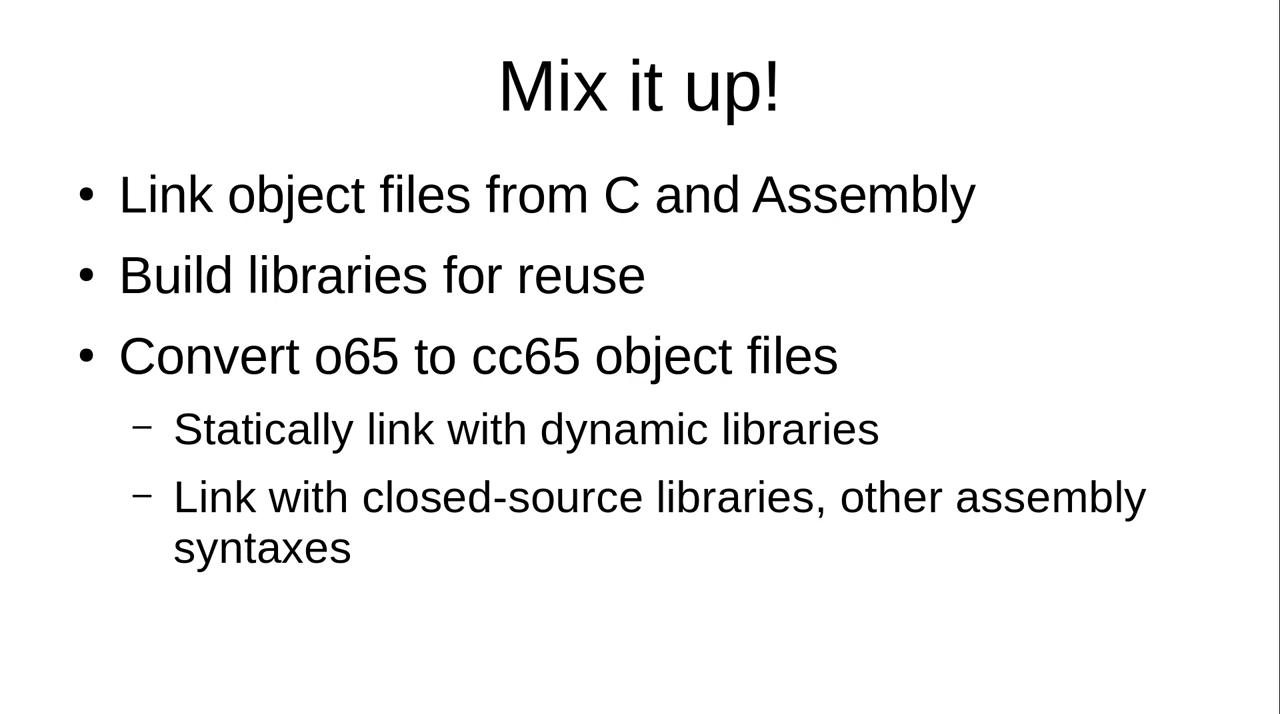 Mix it up!
• Link object files from C and Assembly
• Build libraries for reuse
• Convert o65 to cc65 object files
– Statically link with dynamic libraries
– Link with closed-source libraries, other assembly
syntaxes